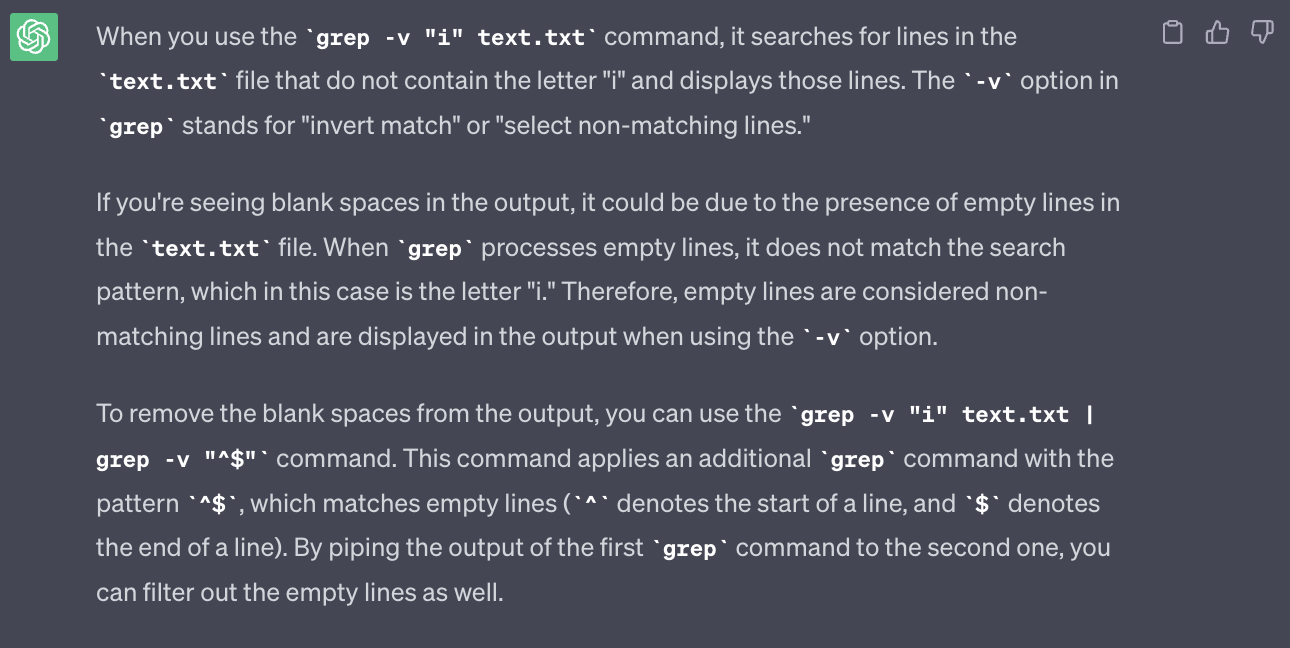 When you use the `grep -v "i" text.txt` command, it searches for lines in the
`text.txt` file that do not contain the letter "i" and displays those lines. The `-v` option in
`grep` stands for "invert match" or "select non-matching lines."
If you're seeing blank spaces in the output, it could be due to the presence of empty lines in
the `text.txt` file. When `grep` processes empty lines, it does not match the search
pattern, which in this case is the letter "i." Therefore, empty lines are considered non-
matching lines and are displayed in the output when using the `-v` option.
To remove the blank spaces from the output, you can use the `grep -v "i" text.txt |
grep -v "^$"` command. This command applies an additional `grep` command with the
pattern `^$`, which matches empty lines (`^` denotes the start of a line, and `$` denotes
the end of a line). By piping the output of the first `grep` command to the second one, you
can filter out the empty lines as well.